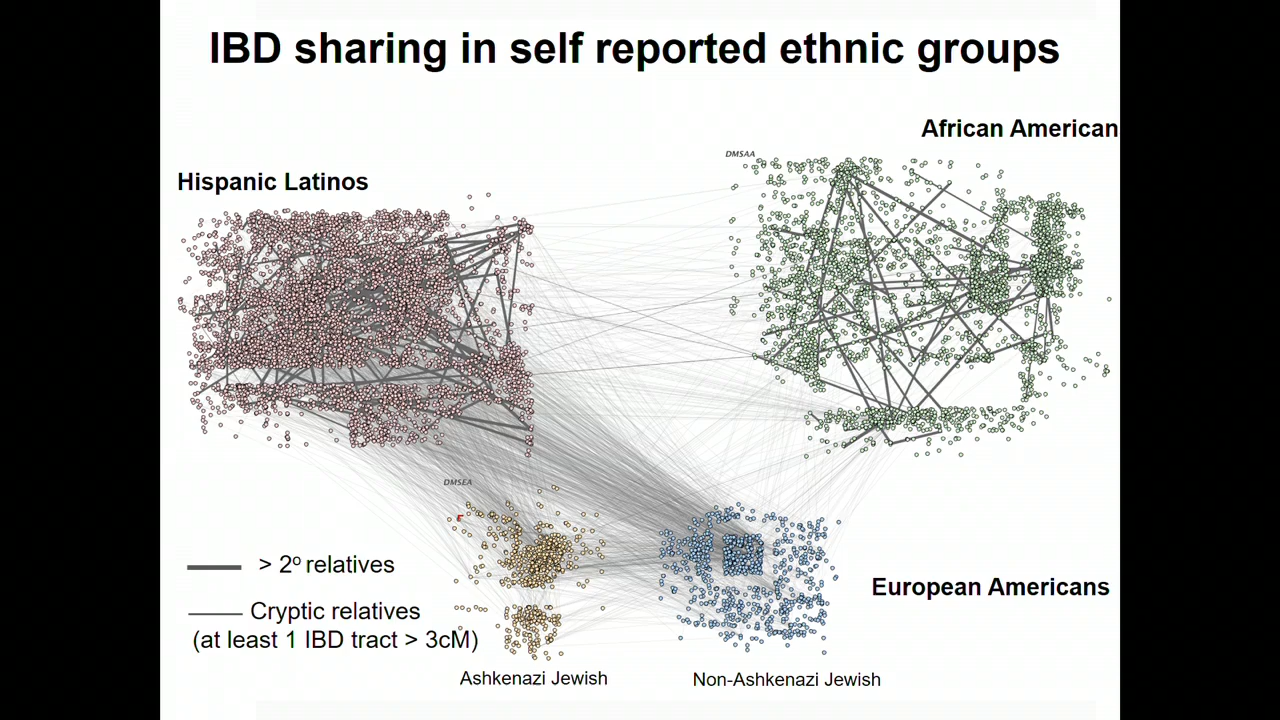 IBD sharing in self reported ethnic groups
African American
DMSAA
Hispanic Latinos
DMSEA
> 2º relatives
Cryptic relatives
(at least 1 IBD tract > 3cM)
European Americans
Ashkenazi Jewish
Non-Ashkenazi Jewish